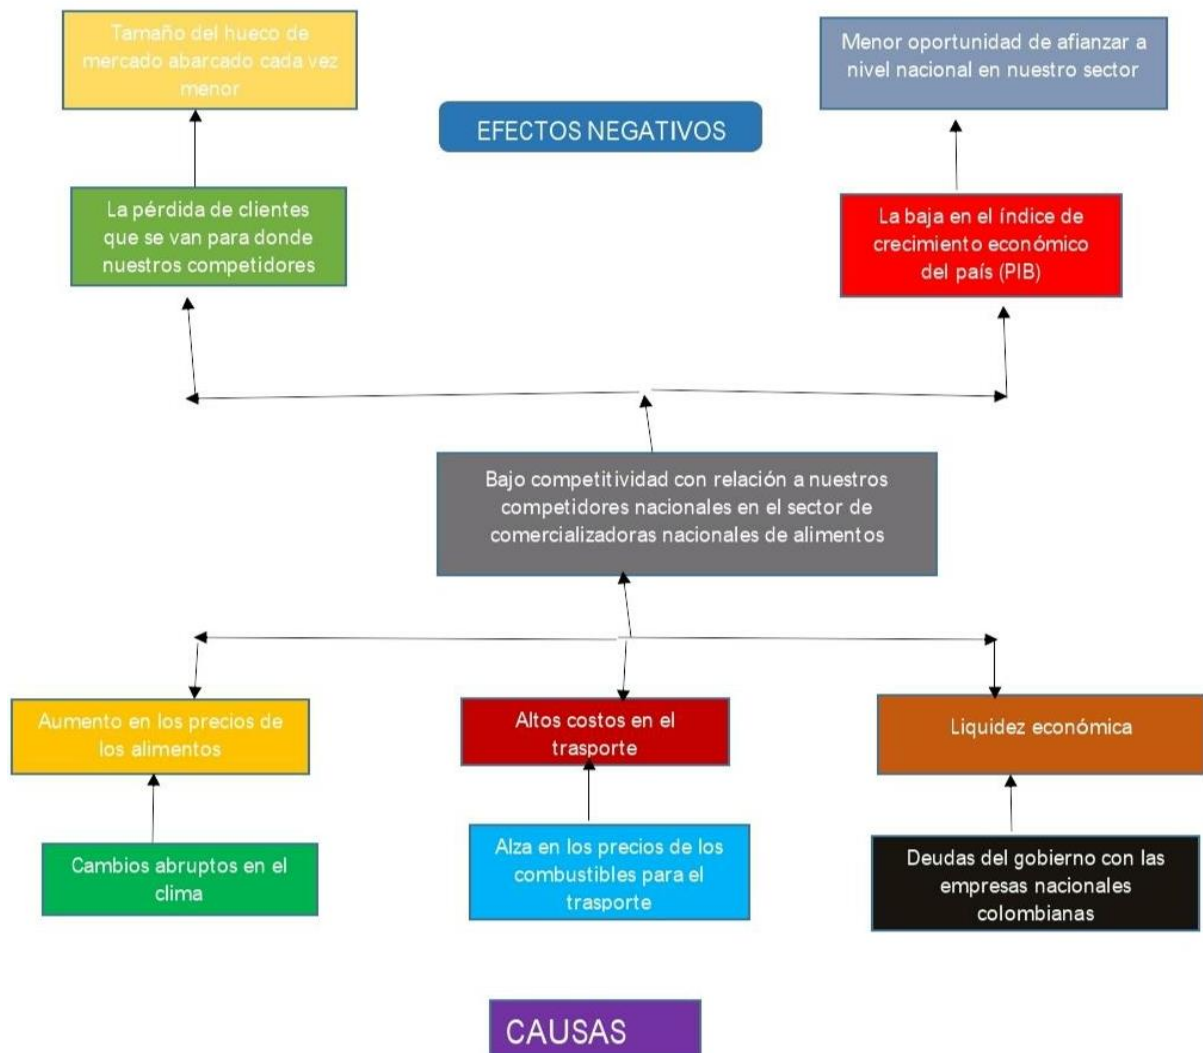 Tamaño del hueco de
mercado abarcado cada vez
menor
Menor oportunidad de afianzar a
nivel nacional en nuestro sector
EFECTOS NEGATIVOS
La pérdida de clientes
que se van para donde
nuestros competidores
La baja en el índice de
crecimiento económico
del país (PIB)
Bajo competitividad con relación a nuestros
competidores nacionales en el sector de
comercializadoras nacionales de alimentos
Aumento en los precios de
los alimentos
Altos costos en el
trasporte
Liquidez económica
Cambios abruptos en el
clima
Alza en los precios de los
combustibles para el
trasporte
Deudas del gobierno con las
empresas nacionales
colombianas
CAUSAS